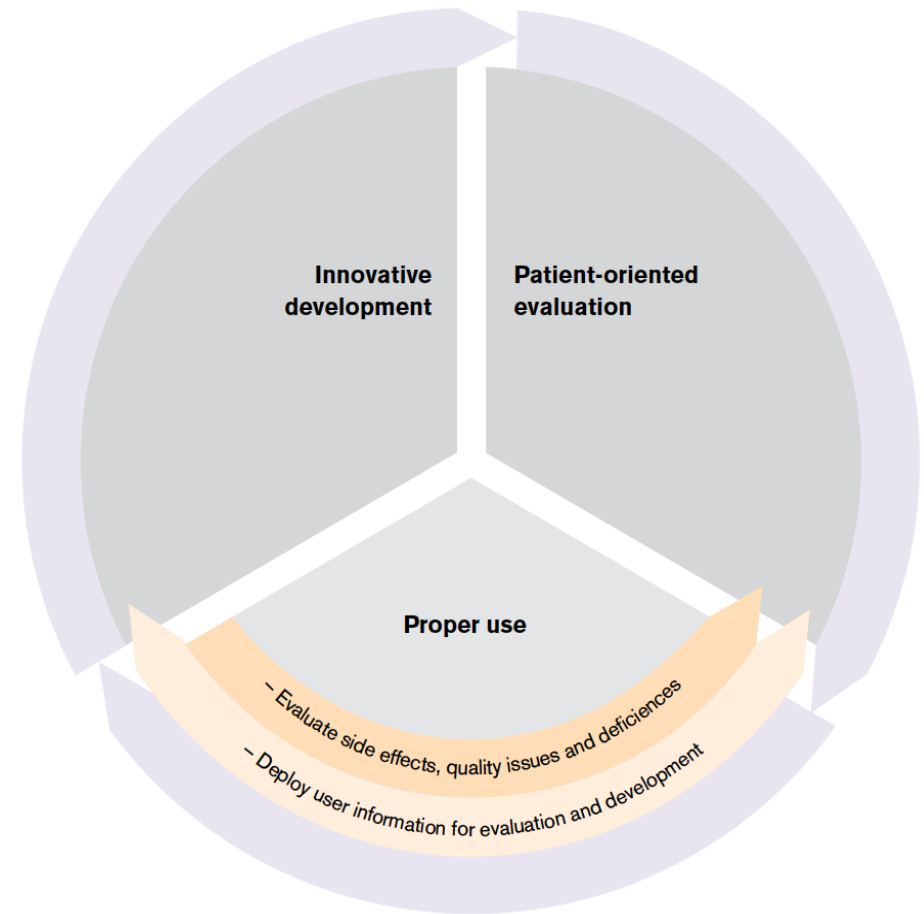 Innovative
development
Patient-oriented
evaluation
Proper use
– Evaluate side effects, quality issues and deficiences
– Deploy user information for evaluation and development